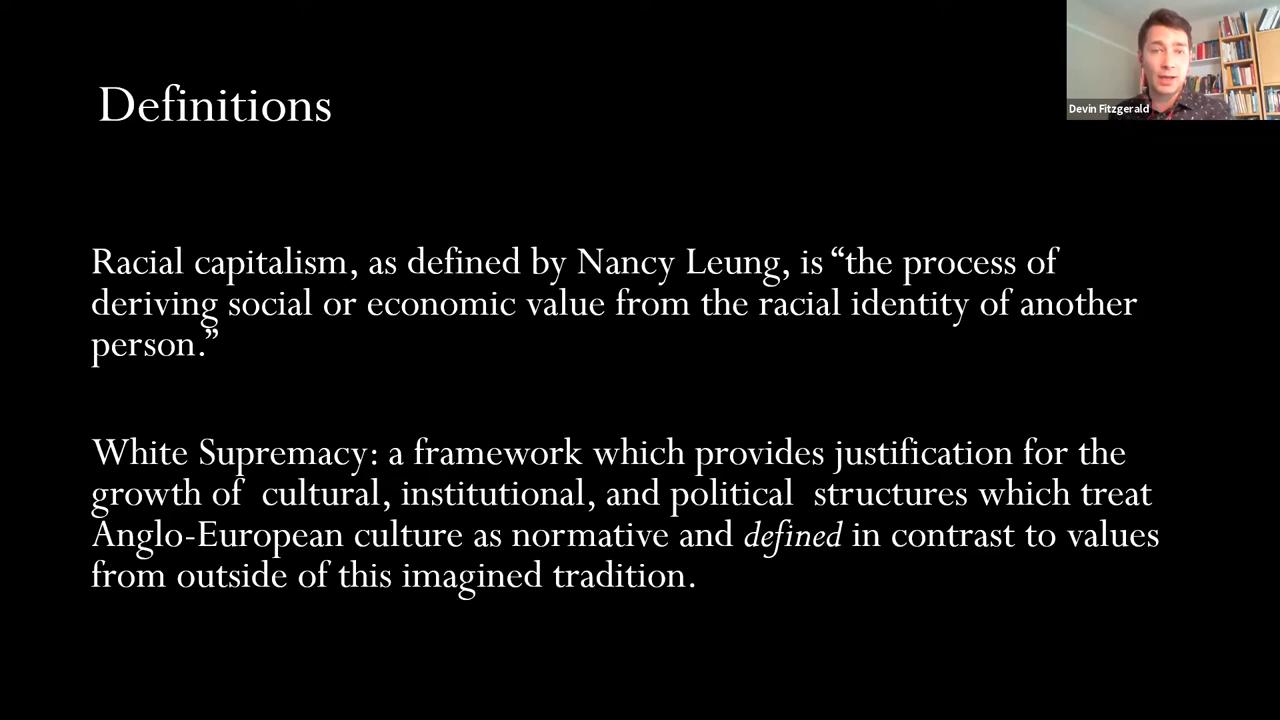 Definitions
Devin Fitzgerald
Racial capitalism, as defined by Nancy Leung, is “the process of
deriving social or economic value from the racial identity of another
person.”
White Supremacy: a framework which provides justification for the
growth of  cultural, institutional, and political  structures which treat
Anglo-European culture as normative and defined in contrast to values
from outside of this imagined tradition.